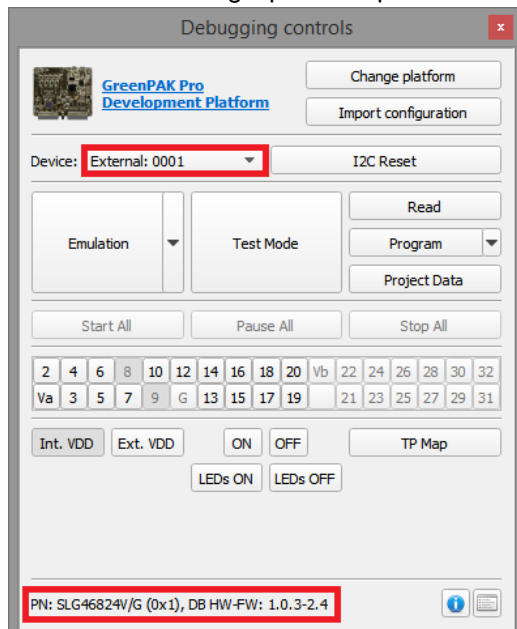 Debugging controls
x
GreenPAK Pro
Development Platform
Change platform
Import configuration
Device: External: 0001
I2C Reset
Emulation
Test Mode
Read
Program
Project Data
Start All
Pause All
Stop All
2 4 6 8 10 12 14 16 18 20 Vb 22 24 26 28 30 32
Va 3 5 7 9 G 13 15 17 19 21 23 25 27 29 31
Int. VDD Ext. VDD ON OFF TP Map
LEDs ON LEDs OFF
PN: SLG46824V/G (0x1), DB HW-FW: 1.0.3-2.4